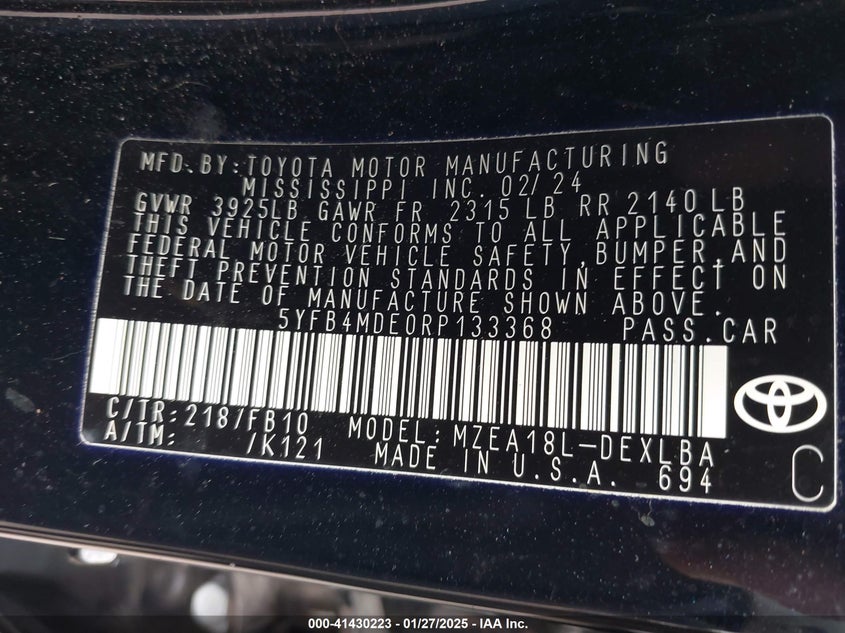 MFD. BY: TOYOTA MOTOR MANUFACTURING
MISSISSIPPI INC. 02/24
GVWR 3925LB GAWR FR 2315 LB RR 2140 LB
THIS VEHICLE CONFORMS TO ALL APPLICABLE
FEDERAL MOTOR VEHICLE SAFETY, BUMPER, AND
THEFT PREVENTION STANDARDS IN EFFECT ON
THE DATE OF MANUFACTURE SHOWN ABOVE.
5YFB4MDE0RP133368 PASS. CAR
C/TR: 218/FB10 MODEL: MZEA18L-DEXLBA
A/TM: /K121 MADE IN U.S.A. 694
C
000-41430223 - 01/27/2025 - IAA Inc.